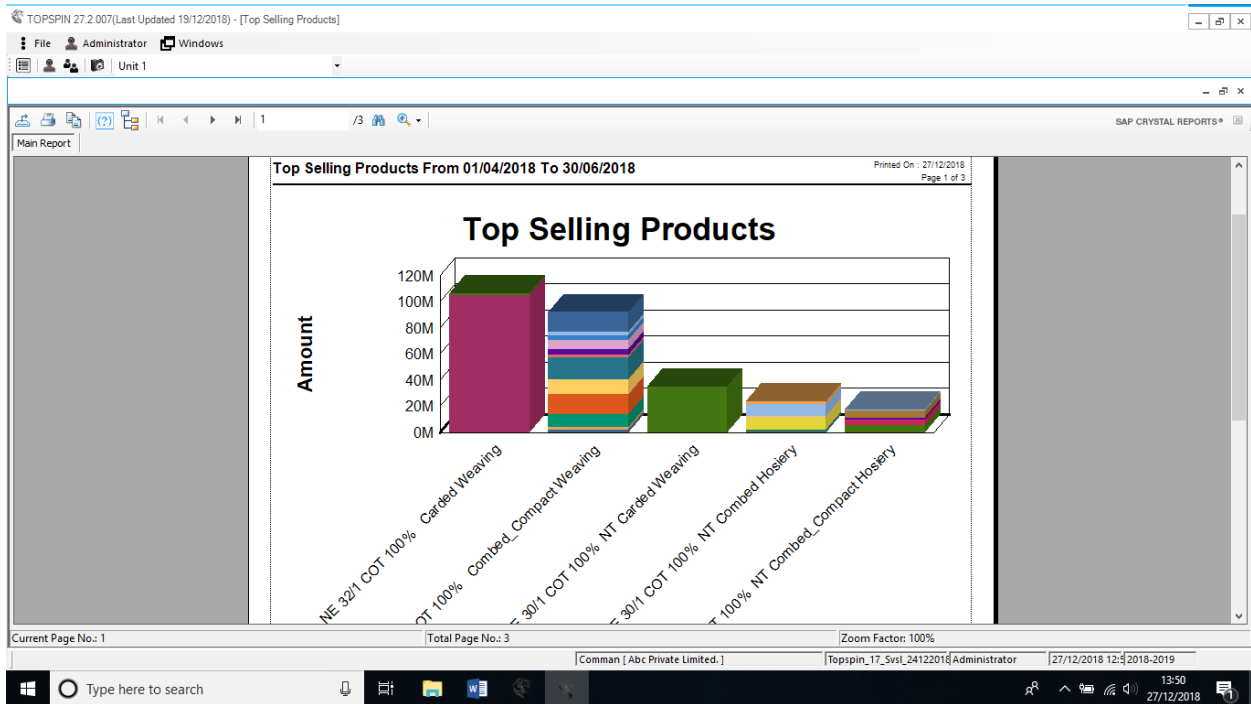 TOPSPIN 27.2.007(Last Updated 19/12/2018) - [Top Selling Products]
File Administrator Windows
Unit 1
1 /3
SAP CRYSTAL REPORTS®
Main Report
Top Selling Products From 01/04/2018 To 30/06/2018
Printed On : 27/12/2018
Page 1 of 3
Top Selling Products
Amount
120M
100M
80M
60M
40M
20M
0M
NE 32/1 COT 100% Carded Weaving
OT 100% Combed_Compact Weaving
30/1 COT 100% NT Carded Weaving
30/1 COT 100% NT Combed Hosiery
T 100% NT Combed_Compact Hosiery
Current Page No.: 1
Total Page No.: 3
Zoom Factor: 100%
Comman [ Abc Private Limited. ]
Topspin_17_Svsl_24122018
Administrator
27/12/2018 12:5
2018-2019
Type here to search
13:50
27/12/2018
1